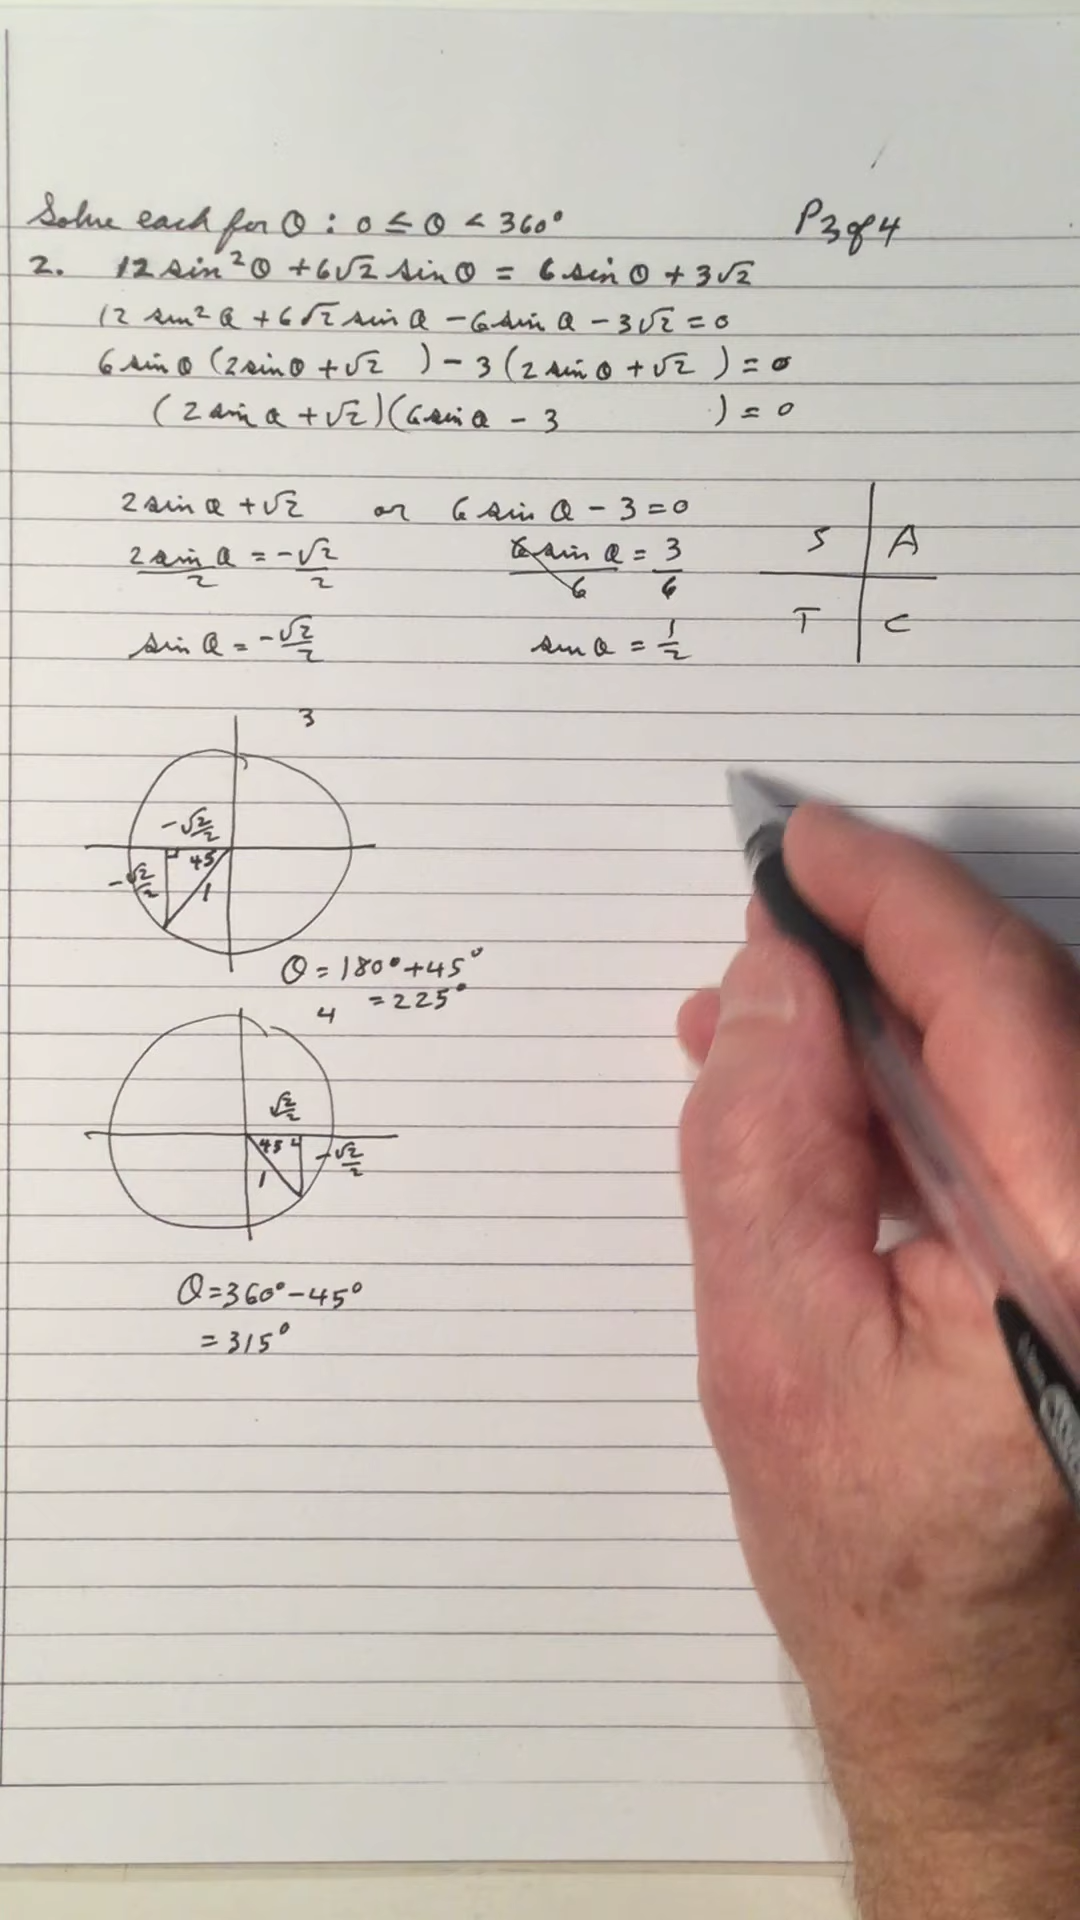 Solve each for θ : 0 ≤ θ < 360° P3 of 4
2. 12 sin²θ + 6√2 sin θ = 6 sin θ + 3√2
12 sin²θ + 6√2 sin θ - 6 sin θ - 3√2 = 0
6 sin θ (2 sin θ + √2 ) - 3 (2 sin θ + √2 ) = 0
(2 sin θ + √2)(6 sin θ - 3 ) = 0
2 sin θ + √2 or 6 sin θ - 3 = 0
S A
2 sin θ / 2 = -√2/2 6 sin θ / 6 = 3/6
T C
sin θ = -√2/2 sin θ = 1/2
3
-√2/2
45
-√2/2
1
θ = 180° + 45°
= 225°
4
√2/2
45
-√2/2
1
θ = 360° - 45°
= 315°